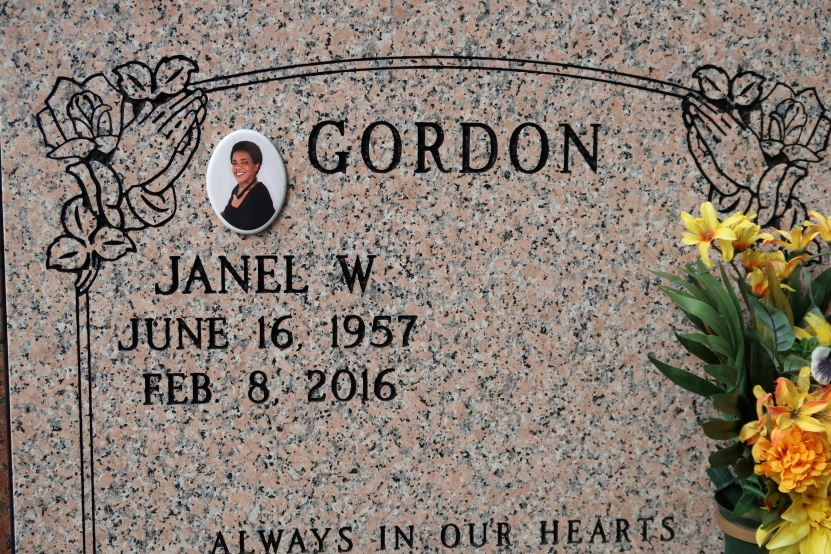 GORDON
JANEL W
JUNE 16, 1957
FEB. 8, 2016
ALWAYS IN OUR HEARTS